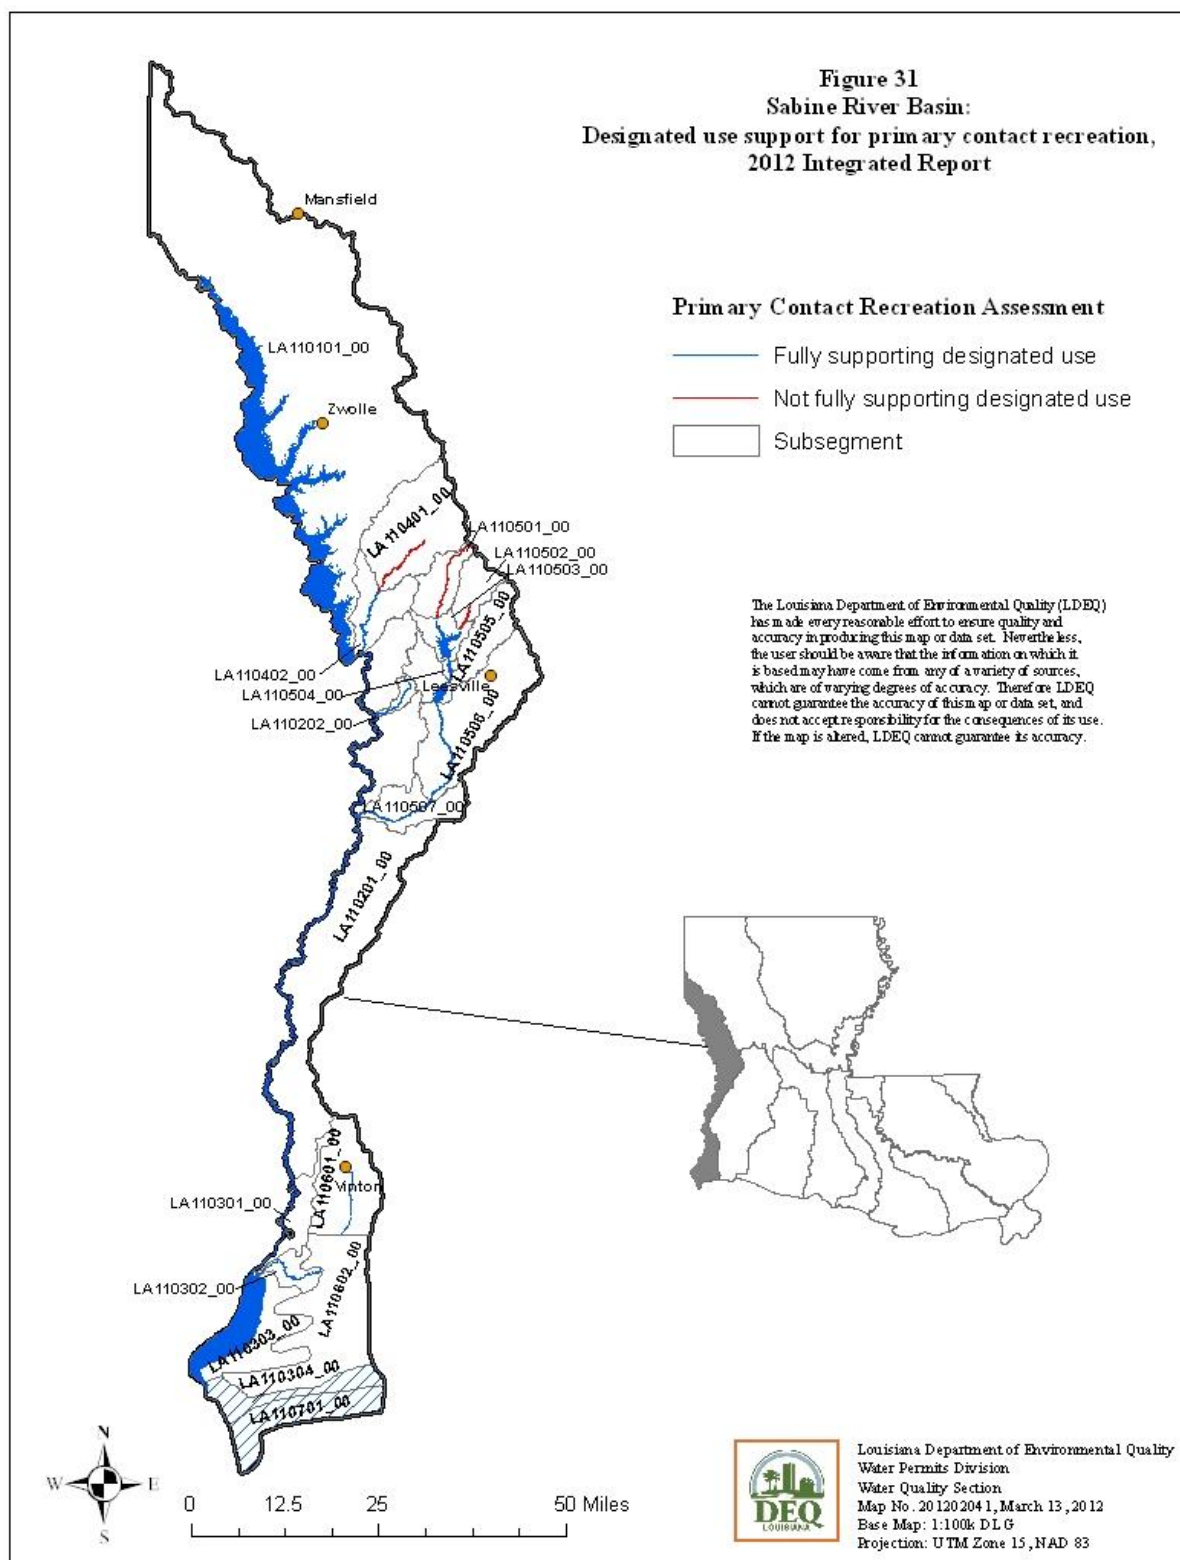 Figure 31
Sabine River Basin:
Designated use support for primary contact recreation,
2012 Integrated Report
Mansfield
Primary Contact Recreation Assessment
Fully supporting designated use
Not fully supporting designated use
Subsegment
LA110101_00
Zwolle
LA110401_00
LA110501_00
LA110502_00
LA110503_00
LA110505_00
The Louisiana Department of Environmental Quality (LDEQ)
has made every reasonable effort to ensure quality and
accuracy in producing this map or data set. Nevertheless,
the user should be aware that the information on which it
is based may have come from any of a variety of sources,
which are of varying degrees of accuracy. Therefore LDEQ
cannot guarantee the accuracy of this map or data set, and
does not accept responsibility for the consequences of its use.
If the map is altered, LDEQ cannot guarantee its accuracy.
LA110402_00
LA110504_00
Leesville
LA110202_00
LA110506_00
LA110507_00
LA110201_00
LA110601_00
Vinton
LA110301_00
LA110302_00
LA110602_00
LA110303_00
LA110304_00
LA110701_00
N
W
E
S
0 12.5 25 50 Miles
DEQ
LOUISIANA
Louisiana Department of Environmental Quality
Water Permits Division
Water Quality Section
Map No. 201202041, March 13, 2012
Base Map: 1:100k DLG
Projection: UTM Zone 15, NAD 83